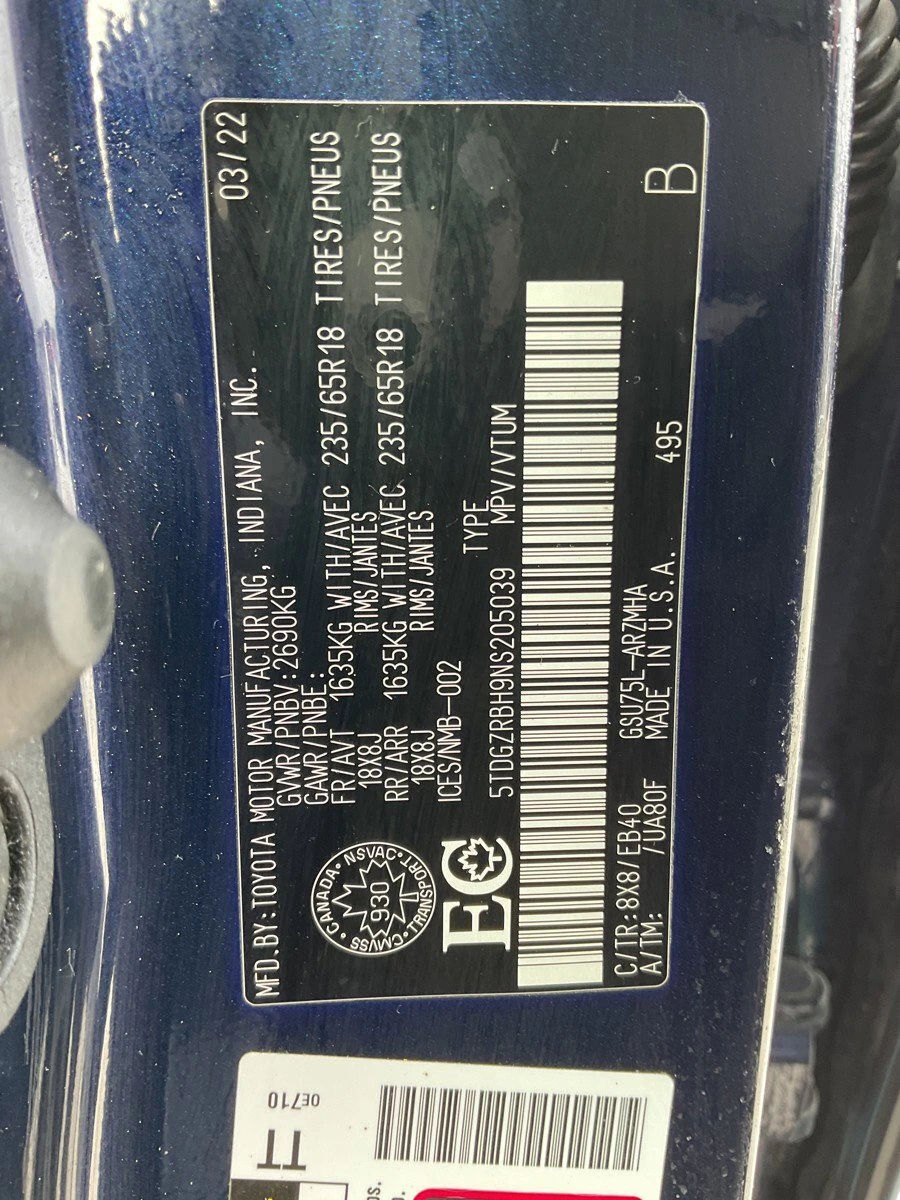 MFD.BY:TOYOTA MOTOR MANUFACTURING, INDIANA, INC. 03/22
GVWR/PNBV:2690KG
GAWR/PNBE:
FR/AVT 1635KG WITH/AVEC 235/65R18 TIRES/PNEUS
18X8J RIMS/JANTES
RR/ARR 1635KG WITH/AVEC 235/65R18 TIRES/PNEUS
18X8J RIMS/JANTES
ICES/NMB-002
TYPE
5TDGZRBH9NS205039 MPV/VTUM
CANADA NSVAC TRANSPORT CMVSS
930
EC
C/TR:8X8/EB40 GSU75L-ARZMHA
A/TM: /UA80F MADE IN U.S.A. 495 B
0E710
TT